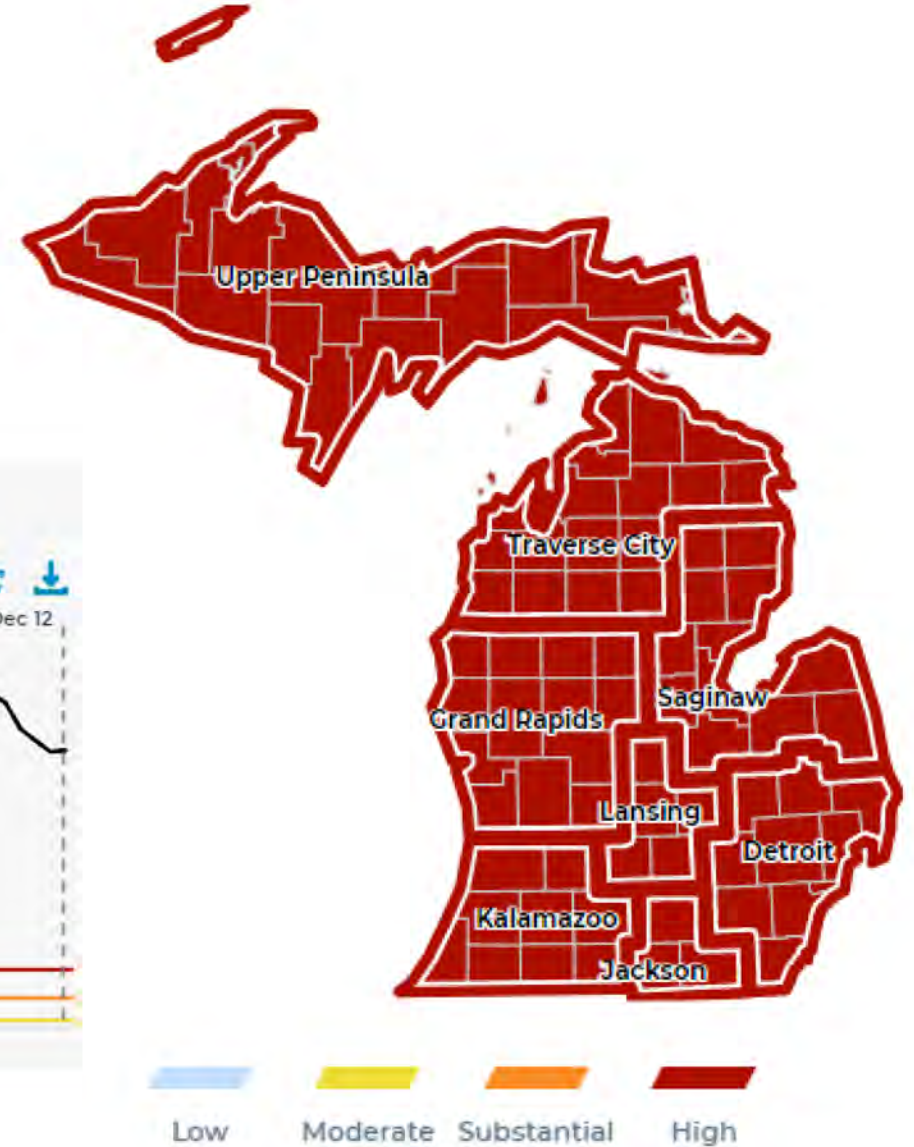 Upper Peninsula
Traverse City
Dec 12
Saginaw
Grand Rapids
Lansing
Detroit
Kalamazoo
Jackson
Low Moderate Substantial High